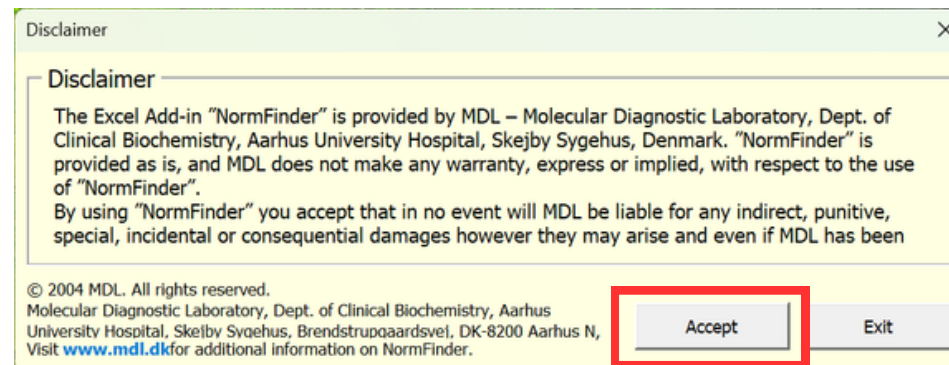 Disclaimer
Disclaimer
The Excel Add-in ”NormFinder” is provided by MDL – Molecular Diagnostic Laboratory, Dept. of
Clinical Biochemistry, Aarhus University Hospital, Skejby Sygehus, Denmark. ”NormFinder” is
provided as is, and MDL does not make any warranty, express or implied, with respect to the use
of ”NormFinder”.
By using ”NormFinder” you accept that in no event will MDL be liable for any indirect, punitive,
special, incidental or consequential damages however they may arise and even if MDL has been
© 2004 MDL. All rights reserved.
Molecular Diagnostic Laboratory, Dept. of Clinical Biochemistry, Aarhus
University Hospital, Skejby Sygehus, Brendstrupgaardsvej, DK-8200 Aarhus N,
Visit www.mdl.dkfor additional information on NormFinder.
Accept
Exit